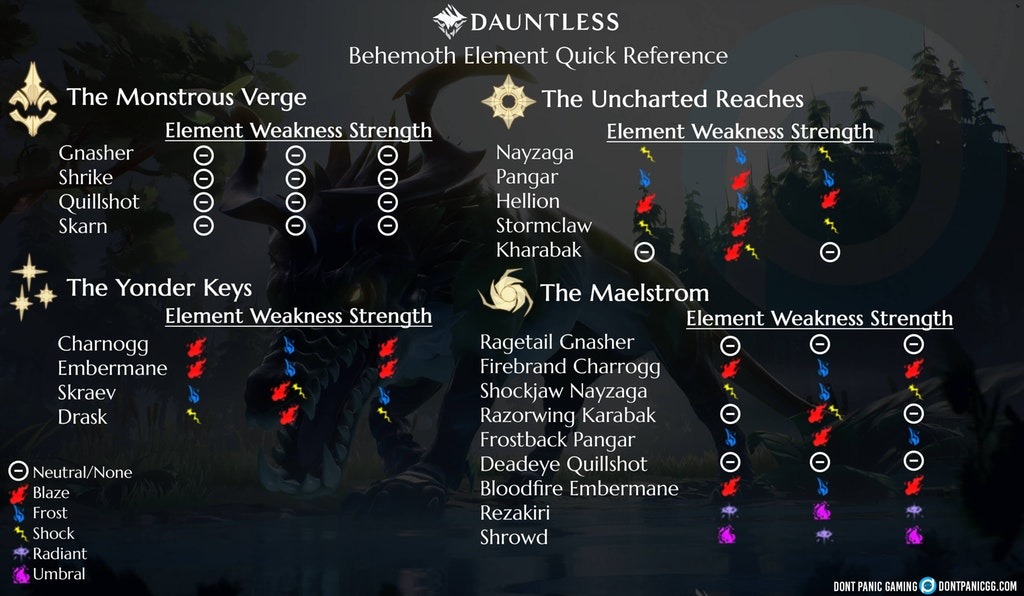 DAUNTLESS
Behemoth Element Quick Reference
The Monstrous Verge
Element Weakness Strength
Gnasher
Shrike
Quillshot
Skarn
The Yonder Keys
Element Weakness Strength
Charnogg
Embermane
Skraev
Drask
Neutral/None
Blaze
Frost
Shock
Radiant
Umbral
The Uncharted Reaches
Element Weakness Strength
Nayzaga
Pangar
Hellion
Stormclaw
Kharabak
The Maelstrom
Element Weakness Strength
Ragetail Gnasher
Firebrand Charrogg
Shockjaw Nayzaga
Razorwing Karabak
Frostback Pangar
Deadeye Quillshot
Bloodfire Embermane
Rezakiri
Shrowd
DONT PANIC GAMING DONTPANICGG.COM